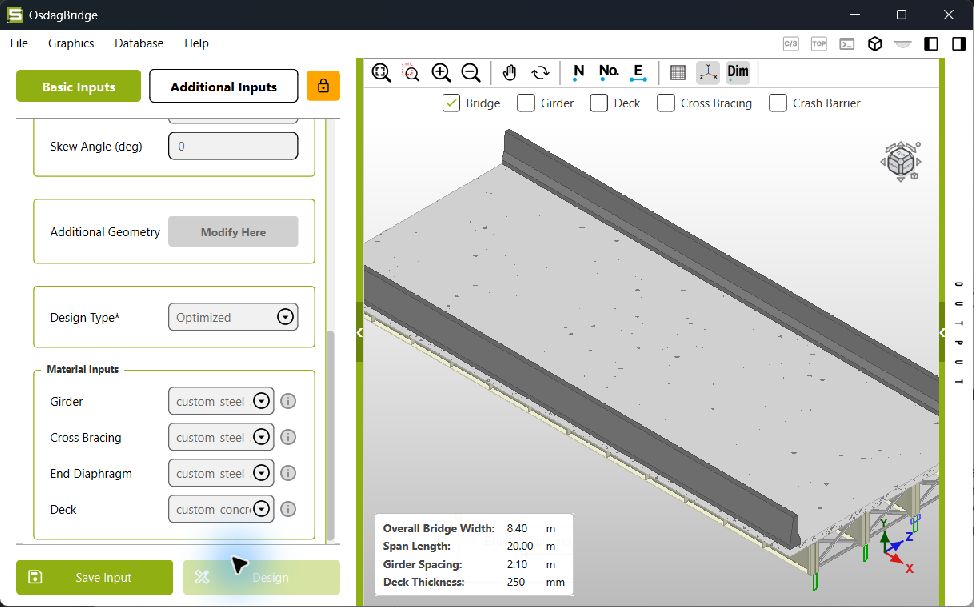 OsdagBridge
File Graphics Database Help
C/S TOP
Basic Inputs Additional Inputs
N No. E Dim
Bridge Girder Deck Cross Bracing Crash Barrier
Skew Angle (deg) 0
Additional Geometry Modify Here
Design Type* Optimized
Material Inputs
Girder custom steel
Cross Bracing custom steel
End Diaphragm custom steel
Deck custom concr
Save Input Design
Overall Bridge Width: 8.40 m
Span Length: 20.00 m
Girder Spacing: 2.10 m
Deck Thickness: 250 mm
Y
Z
X
OUTPUT